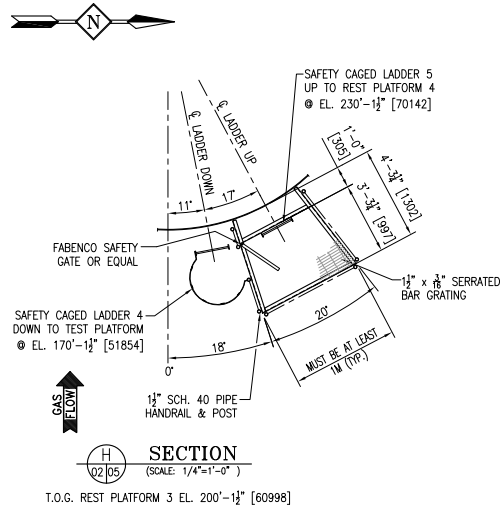 N
SAFETY CAGED LADDER 5
UP TO REST PLATFORM 4
@ EL. 230'-1½" [70142]
℄ LADDER UP
℄ LADDER DOWN
1'-0"
[305]
4'-3¼" [1302]
3'-3¼" [997]
11°
17°
FABENCO SAFETY
GATE OR EQUAL
1½" x 3/16" SERRATED
BAR GRATING
SAFETY CAGED LADDER 4
DOWN TO TEST PLATFORM
@ EL. 170'-1½" [51854]
20°
18°
MUST BE AT LEAST
1M (TYP.)
0°
1½" SCH. 40 PIPE
HANDRAIL & POST
GAS
FLOW
H
02 05
SECTION
(SCALE: 1/4"=1'-0" )
T.O.G. REST PLATFORM 3 EL. 200'-1½" [60998]